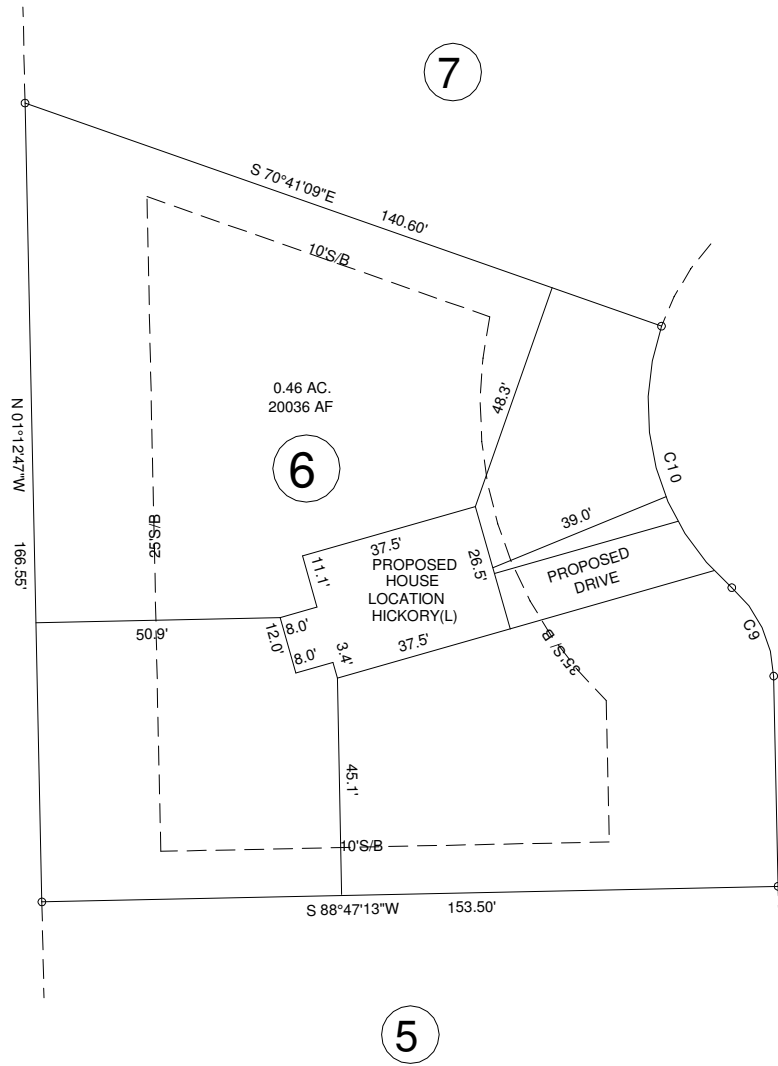 7
S 70°41'09"E
140.60'
10'S/B
0.46 AC.
20036 AF
48.3'
N 01°12'47"W
166.55'
6
C10
25'S/B
39.0'
37.5'
11.1'
26.5'
PROPOSED
HOUSE
LOCATION
HICKORY(L)
PROPOSED
DRIVE
50.9'
12.0'
8.0'
8.0'
3.4'
37.5'
35'S/B
C9
45.1'
10'S/B
S 88°47'13"W
153.50'
5